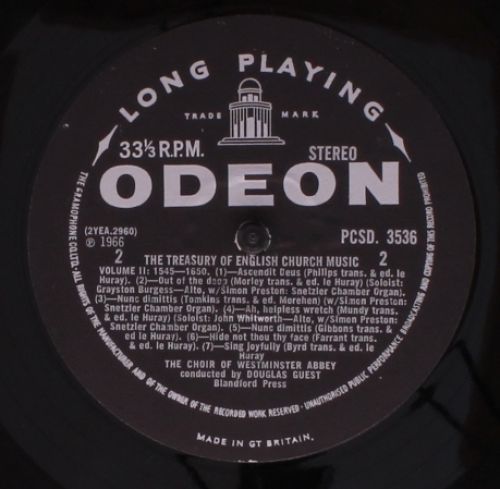 LONG PLAYING
TRADE MARK
33⅓ R.P.M.
STEREO
ODEON
(2YEA.2960)
℗ 1966
PCSD. 3536
2 THE TREASURY OF ENGLISH CHURCH MUSIC 2
VOLUME II: 1545—1650. (1)—Ascendit Deus (Phillips trans. & ed. le
Huray) (2)—Out of the deep (Morley trans. & ed. le Huray) (Soloist:
Grayston Burgess—Alto, w/Simon Preston: Snetzler Chamber Organ).
(3)—Nunc dimittis (Tomkins trans. & ed. Morehen) (w/Simon Preston:
Snetzler Chamber Organ). (4)—Ah, helpless wretch (Mundy trans.
& ed. le Huray) (Soloist: John Whitworth—Alto, w/Simon Preston:
Snetzler Chamber Organ). (5)—Nunc dimittis (Gibbons trans. &
ed le Huray). (6)—Hide not thou thy face (Farrant trans.
& ed. le Huray). (7)—Sing joyfully (Byrd trans. & ed. le
Huray
THE CHOIR OF WESTMINSTER ABBEY
conducted by DOUGLAS GUEST
Blandford Press
THE GRAMOPHONE CO. LTD. ALL RIGHTS OF THE MANUFACTURER AND OF THE OWNER OF THE RECORDED WORK RESERVED · UNAUTHORISED PUBLIC PERFORMANCE BROADCASTING AND COPYING OF THIS RECORD PROHIBITED
MADE IN GT BRITAIN.